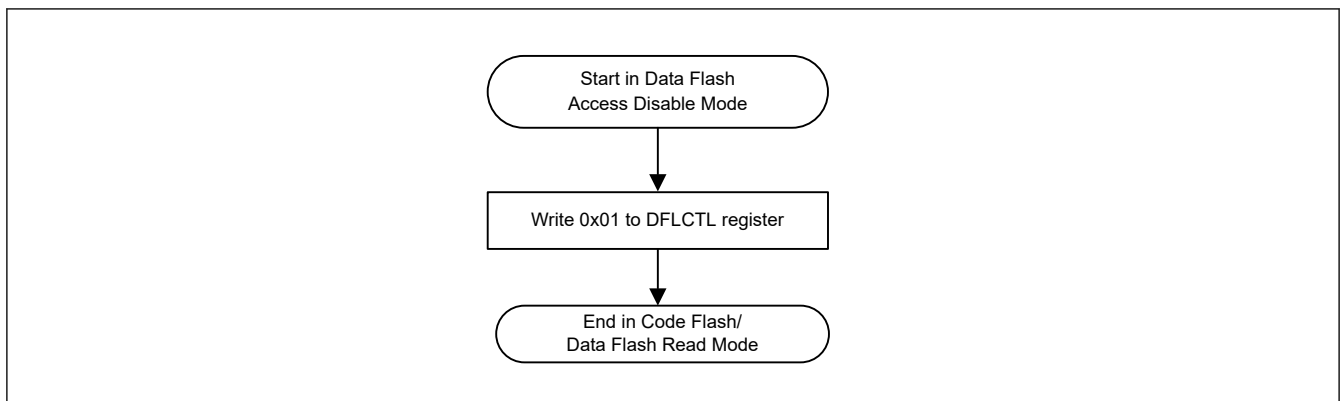 Start in Data Flash
Access Disable Mode
Write 0x01 to DFLCTL register
End in Code Flash/
Data Flash Read Mode